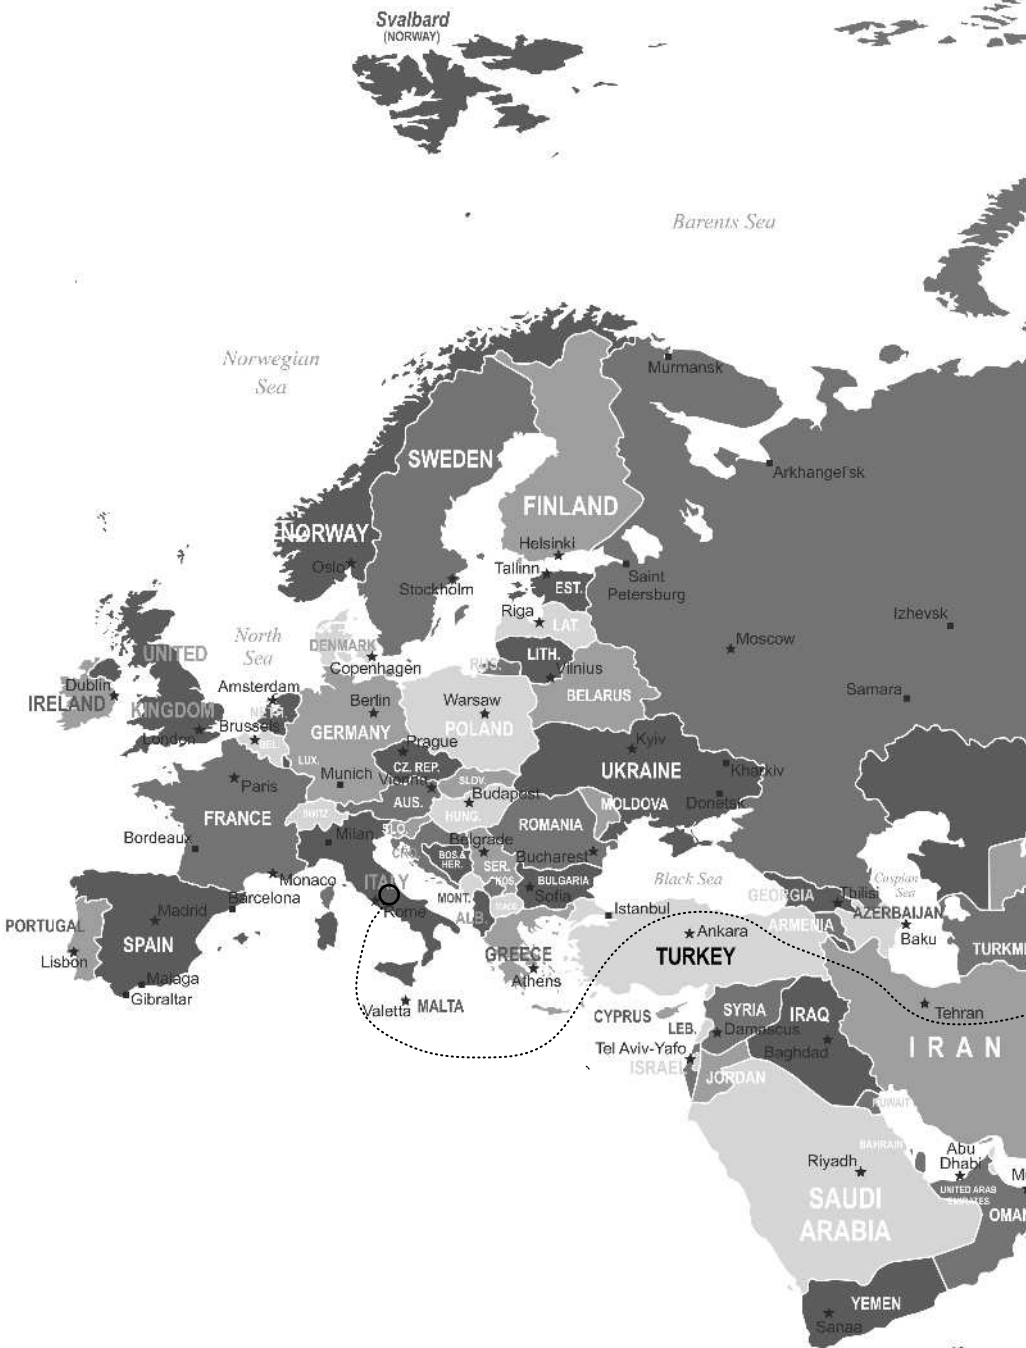 Svalbard
(NORWAY)
Barents Sea
Norwegian
Sea
Murmansk
SWEDEN
Arkhangel'sk
FINLAND
NORWAY
Helsinki
Oslo
Tallinn
Stockholm
EST.
Saint
Petersburg
Riga
LAT.
Izhevsk
North
Sea
UNITED
DENMARK
Copenhagen
LITH.
Moscow
RUS.
Vilnius
Dublin
IRELAND
KINGDOM
Amsterdam
BELARUS
Samara
Berlin
Warsaw
London
Brussels
GERMANY
POLAND
BEL.
Kyiv
LUX.
Prague
CZ. REP.
UKRAINE
Kharkiv
Paris
Munich
Vienna
SLOV.
Budapest
Donetsk
FRANCE
SWITZ.
AUS.
HUNG.
MOLDOVA
ROMANIA
Bordeaux
Milan
SLO.
CRO.
Belgrade
Bucharest
BOS.&
HER.
SER.
Monaco
ITALY
KOS.
BULGARIA
Sofia
Black Sea
Caspian
Sea
Barcelona
MONT.
GEORGIA
Tbilisi
Madrid
Rome
ALB.
Istanbul
ARMENIA
AZERBAIJAN
PORTUGAL
SPAIN
Ankara
Baku
Lisbon
GREECE
TURKEY
TURKM
Malaga
Athens
Gibraltar
Valetta
MALTA
CYPRUS
SYRIA
IRAQ
Tehran
LEB.
Damascus
Tel Aviv-Yafo
Baghdad
IRAN
ISRAEL
JORDAN
KUWAIT
BAHRAIN
Abu
Dhabi
Riyadh
UNITED ARAB
EMIRATES
SAUDI
ARABIA
OMAN
YEMEN
Sanaa